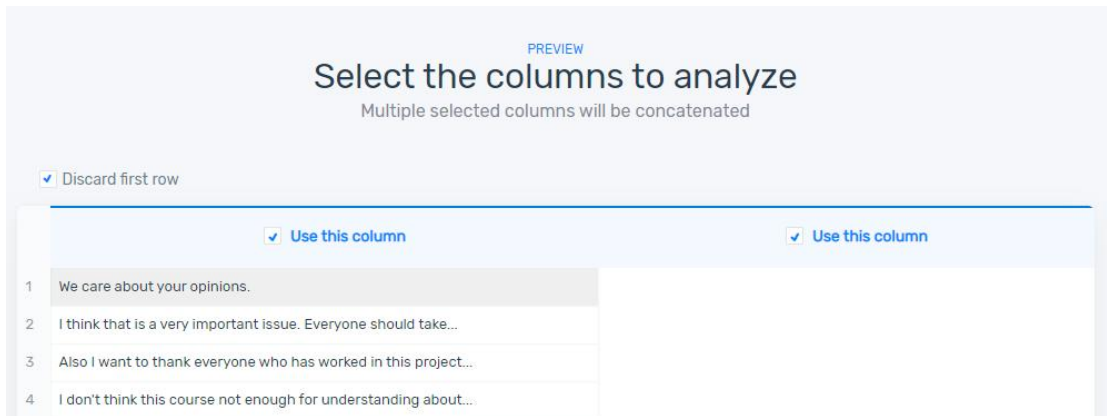 PREVIEW
Select the columns to analyze
Multiple selected columns will be concatenated
Discard first row
Use this column Use this column
1 We care about your opinions.
2 I think that is a very important issue. Everyone should take...
3 Also I want to thank everyone who has worked in this project...
4 I don't think this course not enough for understanding about...